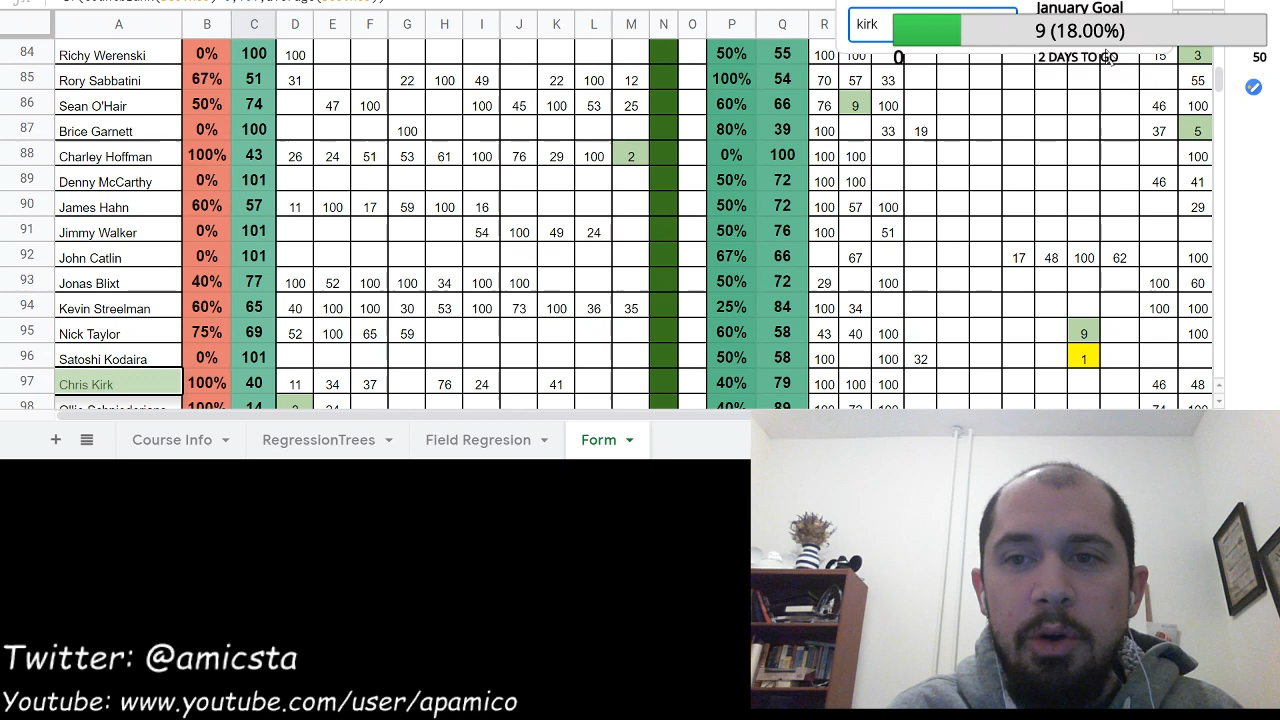 January Goal
kirk 9 (18.00%)
0 2 DAYS TO GO 50
A B C D E F G H I J K L M N O P Q R
84 Richy Werenski 0% 100 100 50% 55 3
85 Rory Sabbatini 67% 51 31 22 100 49 22 100 12 100% 54 70 57 33 55
86 Sean O'Hair 50% 74 47 100 100 45 100 53 25 60% 66 76 9 100 46 100
87 Brice Garnett 0% 100 100 80% 39 100 33 19 37 5
88 Charley Hoffman 100% 43 26 24 51 53 61 100 76 29 100 2 0% 100 100 100 100
89 Denny McCarthy 0% 101 50% 72 100 100 46 41
90 James Hahn 60% 57 11 100 17 59 100 16 50% 72 100 57 100 29
91 Jimmy Walker 0% 101 54 100 49 24 50% 76 100 51
92 John Catlin 0% 101 67% 66 67 17 48 100 62 100
93 Jonas Blixt 40% 77 100 52 100 100 34 100 100 50% 72 29 100 100 60
94 Kevin Streelman 60% 65 40 100 100 30 53 100 73 100 36 35 25% 84 100 34 100 100
95 Nick Taylor 75% 69 52 100 65 59 60% 58 43 40 100 9 100
96 Satoshi Kodaira 0% 101 50% 58 100 100 32 1
97 Chris Kirk 100% 40 11 34 37 76 24 41 40% 79 100 100 100 46 48
+ Course Info RegressionTrees Field Regresion Form
Twitter: @amicsta
Youtube: www.youtube.com/user/apamico